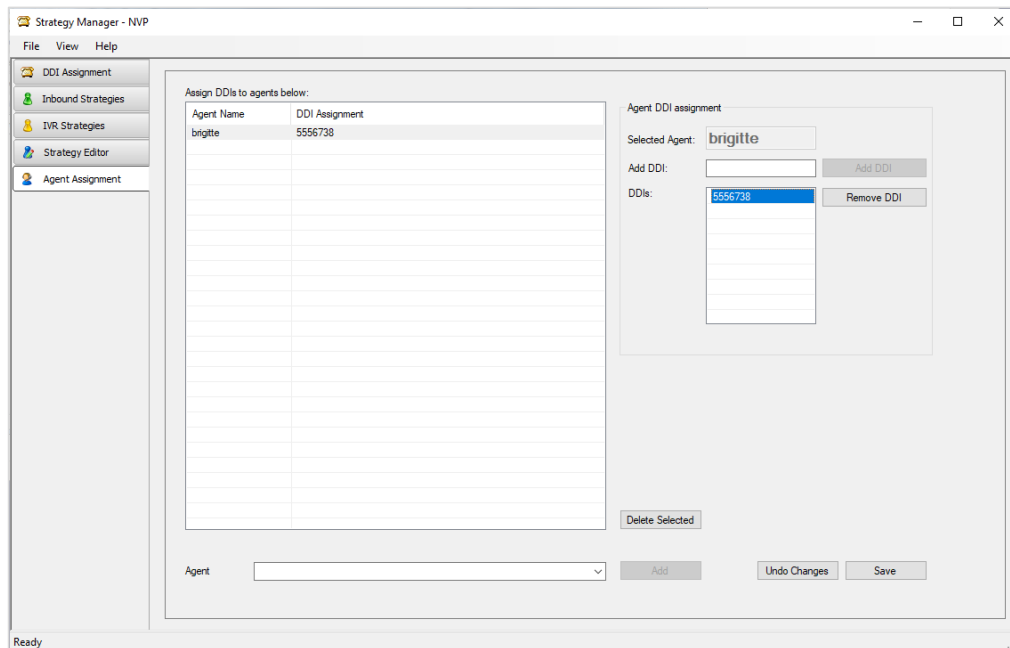 Strategy Manager - NVP
File View Help
DDI Assignment
Inbound Strategies
IVR Strategies
Strategy Editor
Agent Assignment
Assign DDIs to agents below:
Agent Name DDI Assignment
brigitte 5556738
Agent DDI assignment
Selected Agent: brigitte
Add DDI: Add DDI
DDIs: 5556738 Remove DDI
Delete Selected
Agent Add Undo Changes Save
Ready